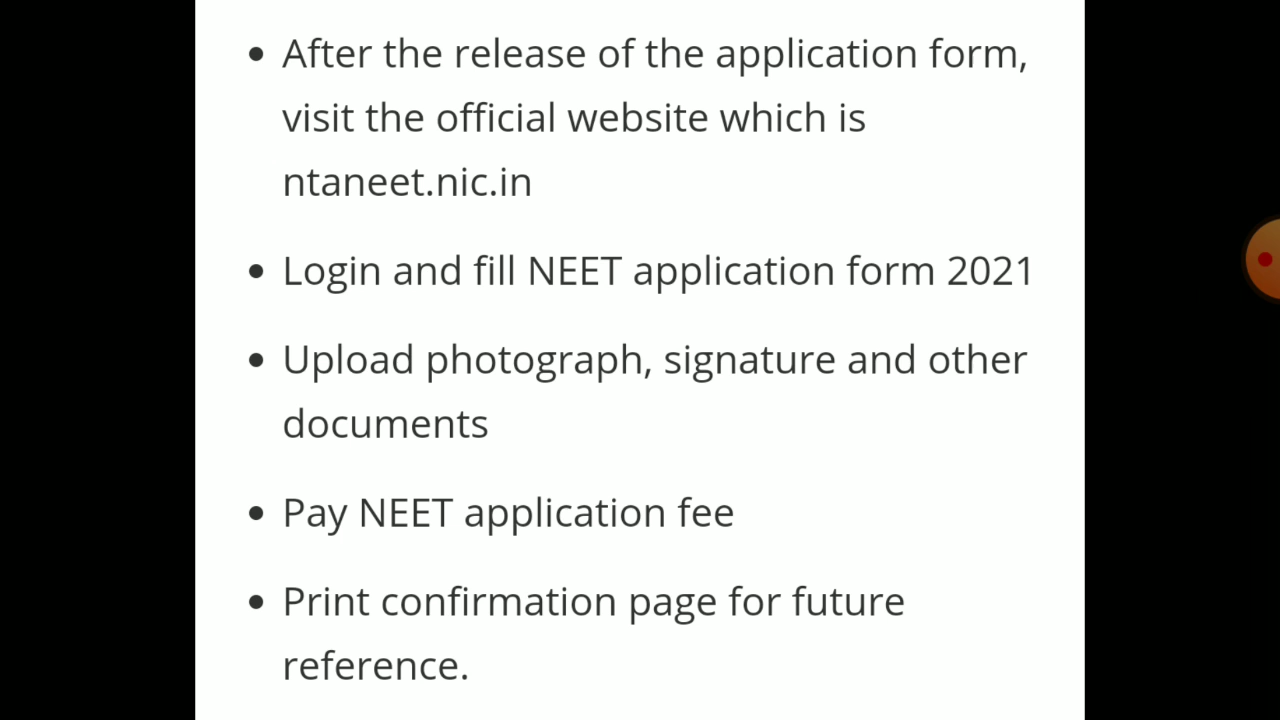 • After the release of the application form,
visit the official website which is
ntaneet.nic.in
• Login and fill NEET application form 2021
• Upload photograph, signature and other
documents
• Pay NEET application fee
• Print confirmation page for future
reference.